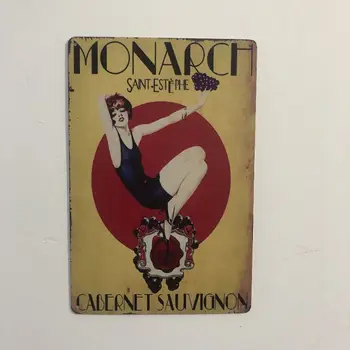 MONARCH
SAINT-ESTÈPHE
CABERNET SAUVIGNON